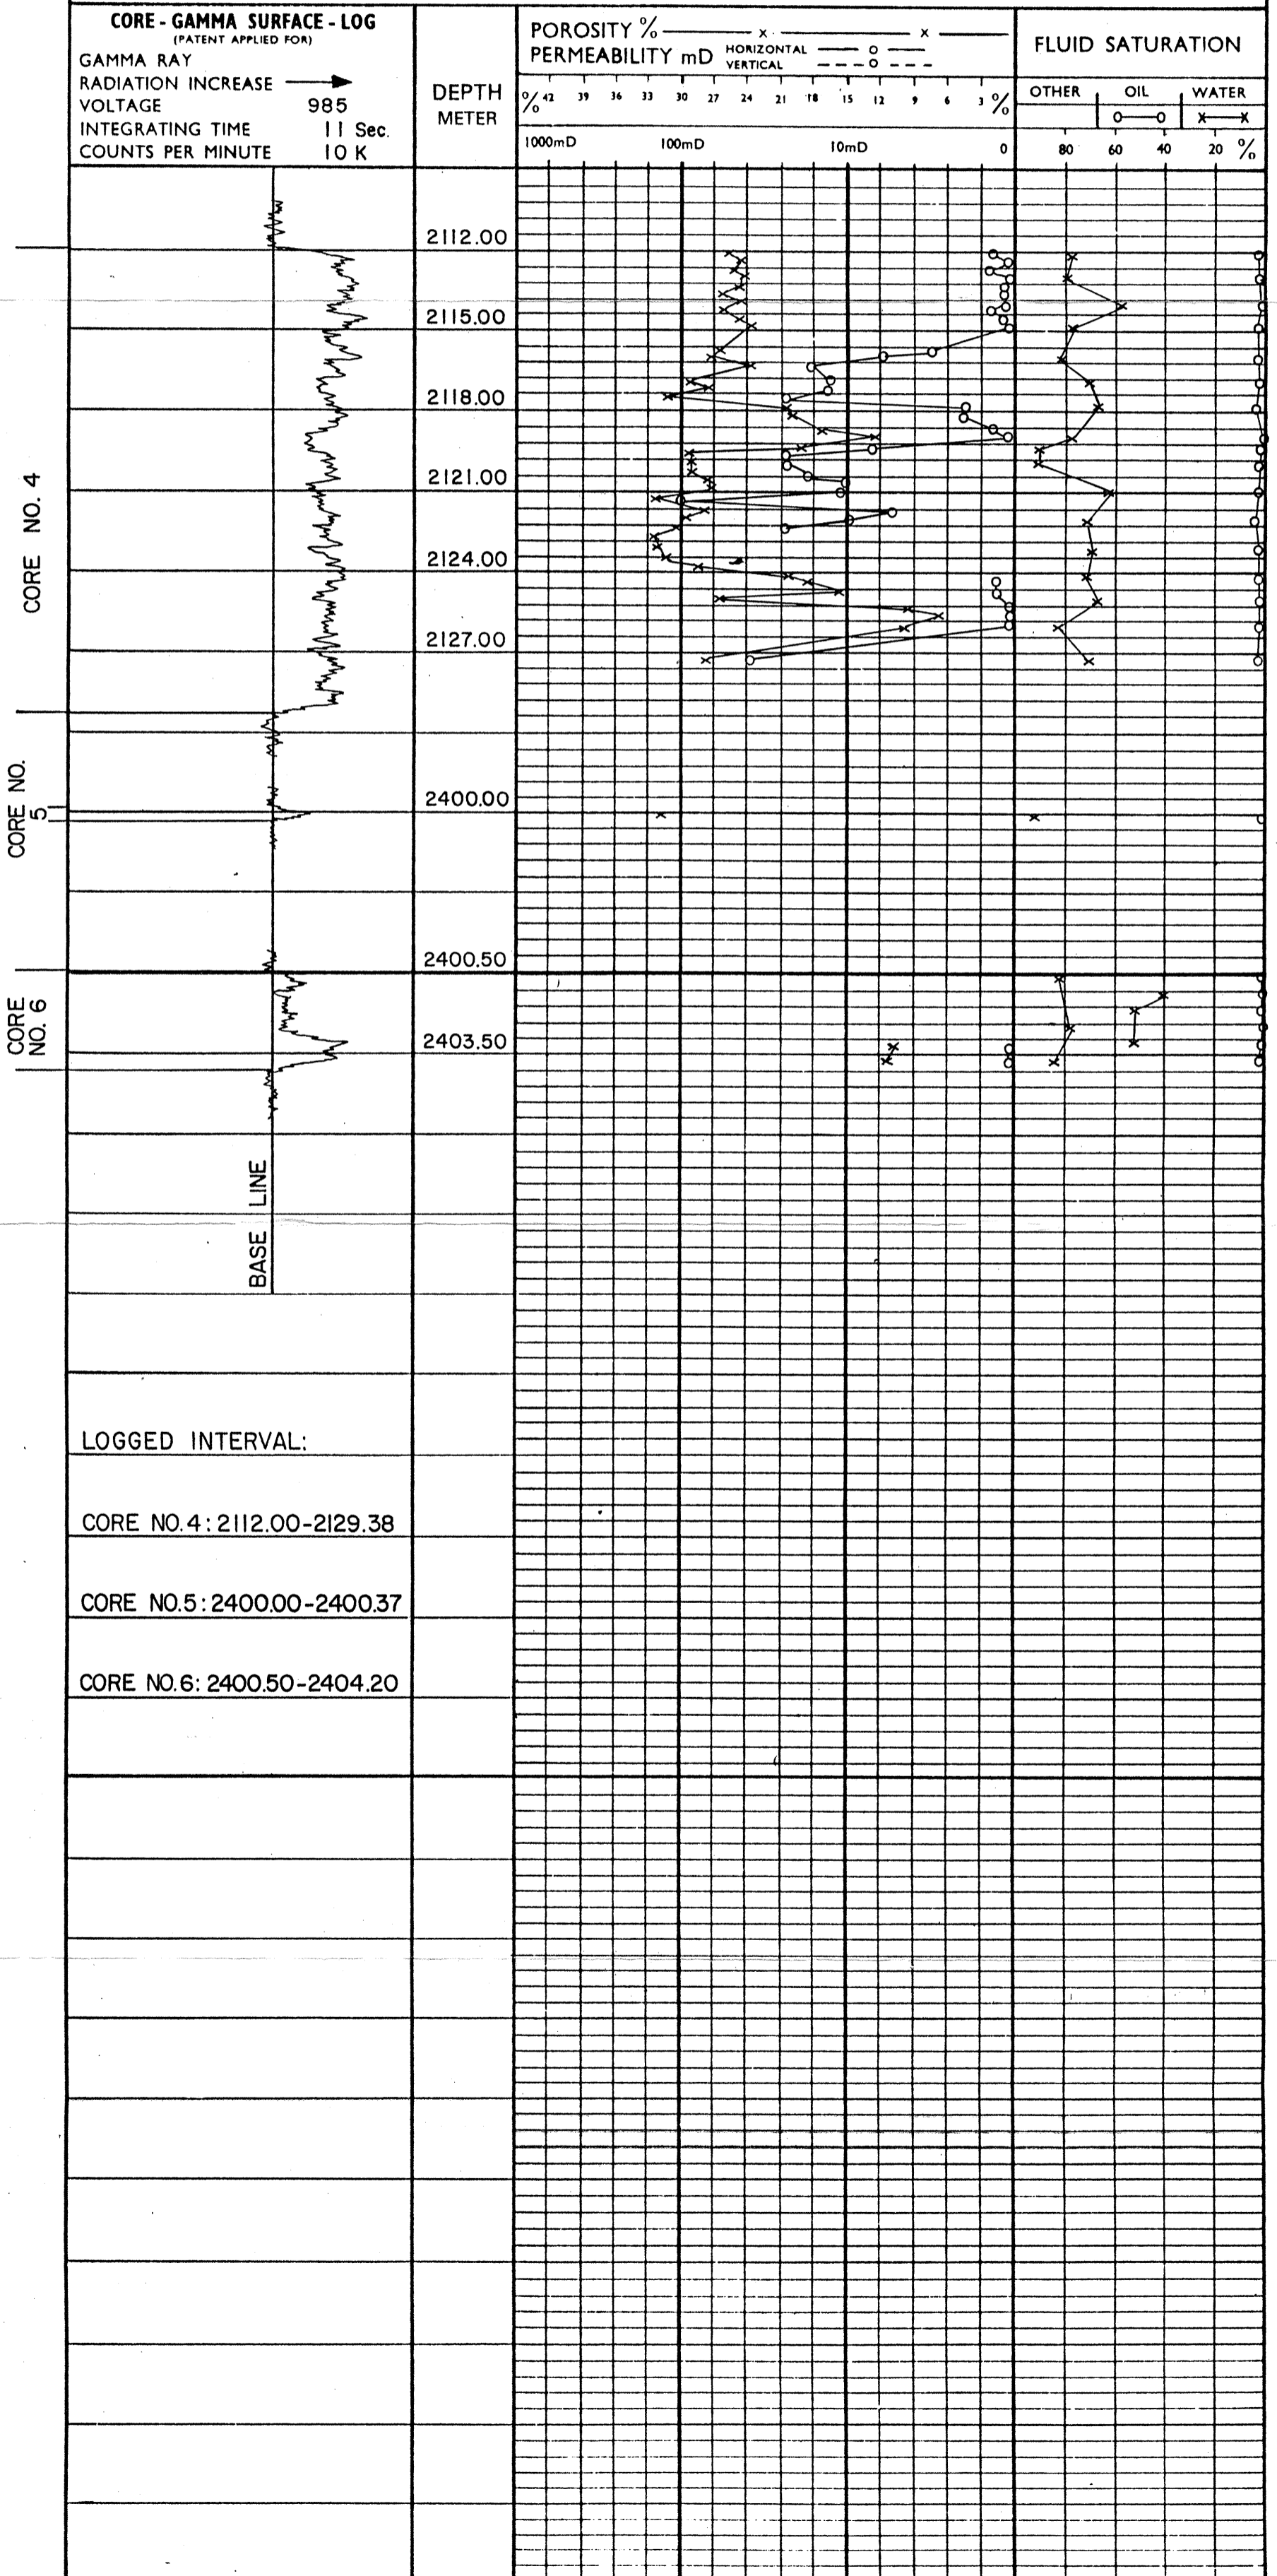 CORE - GAMMA SURFACE - LOG
(PATENT APPLIED FOR)
GAMMA RAY
RADIATION INCREASE
VOLTAGE 985
INTEGRATING TIME 11 Sec.
COUNTS PER MINUTE 10 K
DEPTH
METER
POROSITY % x x
PERMEABILITY mD HORIZONTAL o
VERTICAL o
% 42 39 36 33 30 27 24 21 18 15 12 9 6 3 %
1000mD 100mD 10mD 0
FLUID SATURATION
OTHER OIL WATER
80 60 40 20 %
2112.00
2115.00
2118.00
2121.00
2124.00
2127.00
2400.00
2400.50
2403.50
CORE NO. 4
CORE NO.
5
CORE
NO. 6
BASE LINE
LOGGED INTERVAL:
CORE NO.4: 2112.00-2129.38
CORE NO.5: 2400.00-2400.37
CORE NO.6: 2400.50-2404.20